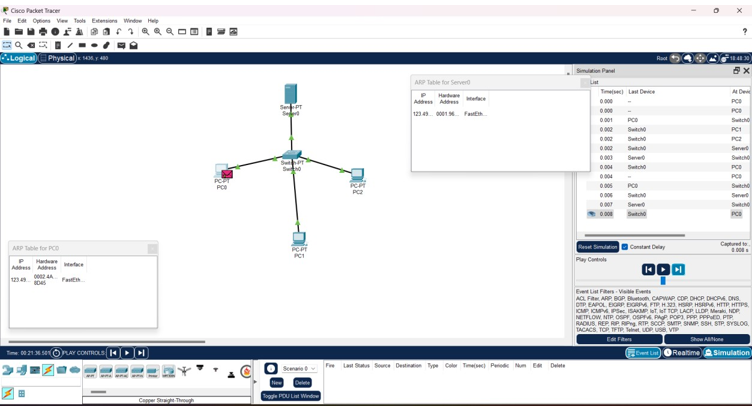 Cisco Packet Tracer
File Edit Options View Tools Extensions Window Help
Logical Physical x: 1436, y: 480
Root 18:48:30
Simulation Panel
List
Time(sec) Last Device At Devi
0.000 -- PC0
0.000 -- PC0
0.001 PC0 Switch0
0.002 Switch0 PC1
0.002 Switch0 PC2
0.002 Switch0 Server0
0.003 Server0 Switch0
0.004 Switch0 PC0
0.004 -- PC0
0.005 PC0 Switch0
0.006 Switch0 Server0
0.007 Server0 Switch0
0.008 Switch0 PC0
Reset Simulation Constant Delay Captured to:
0.008 s
Play Controls
Event List Filters - Visible Events
ACL Filter, ARP, BGP, Bluetooth, CAPWAP, CDP, DHCP, DHCPv6, DNS,
DTP, EAPOL, EIGRP, EIGRPv6, FTP, H.323, HSRP, HSRPv6, HTTP, HTTPS,
ICMP, ICMPv6, IPSec, ISAKMP, IoT, IoT TCP, LACP, LLDP, Meraki, NDP,
NETFLOW, NTP, OSPF, OSPFv6, PAgP, POP3, PPP, PPPoED, PTP,
RADIUS, REP, RIP, RIPng, RTP, SCCP, SMTP, SNMP, SSH, STP, SYSLOG,
TACACS, TCP, TFTP, Telnet, UDP, USB, VTP
Edit Filters Show All/None
ARP Table for Server0
IP Address Hardware Address Interface
123.49... 0001.96... FastEth...
Server-PT
Server0
Switch-PT
Switch0
PC-PT
PC0
PC-PT
PC2
PC-PT
PC1
ARP Table for PC0
IP Address Hardware Address Interface
123.49... 0002.4A... 8D45 FastEth...
Time: 00:21:36.501 PLAY CONTROLS:
Event List Realtime Simulation
Scenario 0
New Delete
Toggle PDU List Window
Fire Last Status Source Destination Type Color Time(sec) Periodic Num Edit Delete
Copper Straight-Through